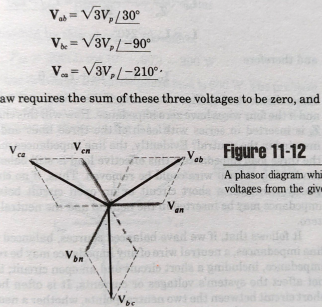 V_ab = √3V_p /30°
V_bc = √3V_p /−90°
V_ca = √3V_p /−210°.
aw requires the sum of these three voltages to be zero, and
V_ca
V_cn
V_ab
V_an
V_bn
V_bc
Figure 11-12
A phasor diagram whi
voltages from the give